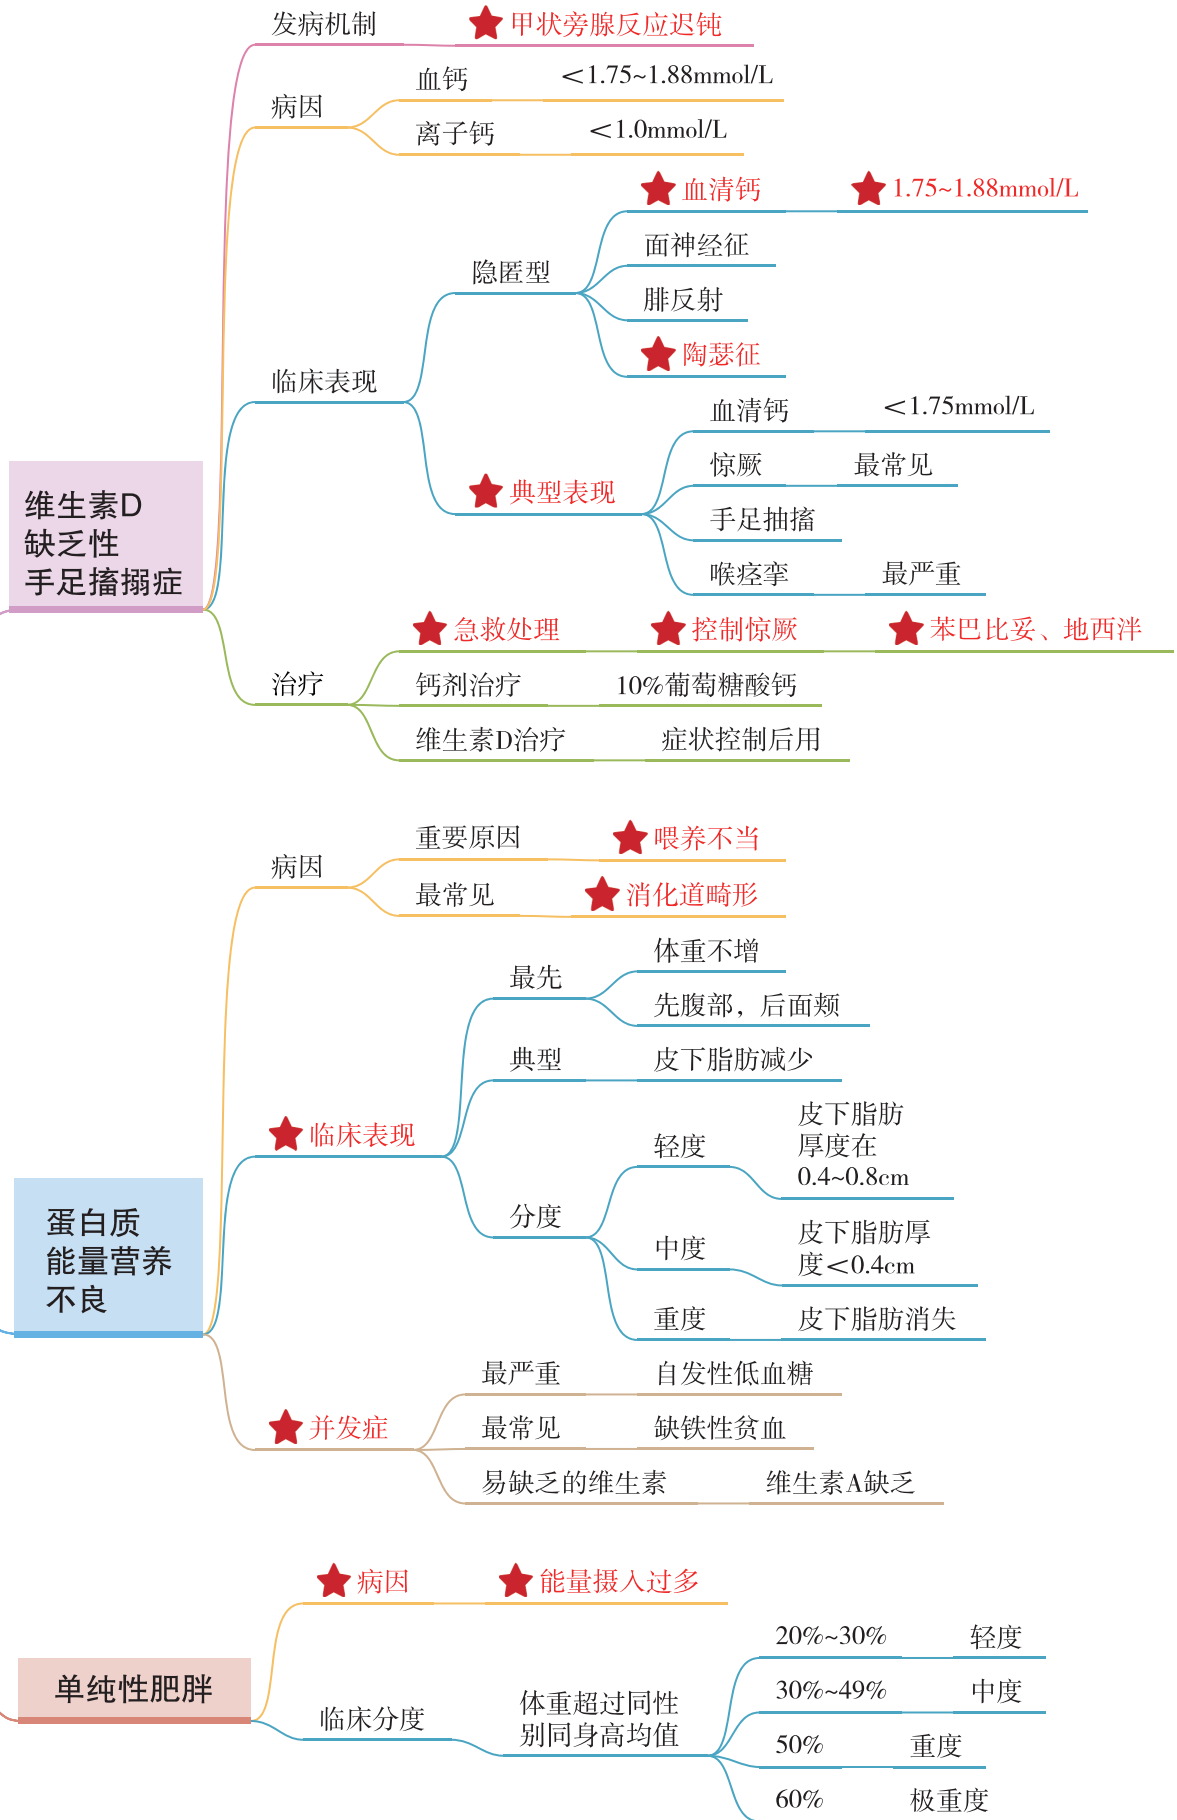 维生素D
缺乏性
手足搐搦症
发病机制
甲状旁腺反应迟钝
病因
血钙
<1.75~1.88mmol/L
离子钙
<1.0mmol/L
临床表现
隐匿型
血清钙
1.75~1.88mmol/L
面神经征
腓反射
陶瑟征
典型表现
血清钙
<1.75mmol/L
惊厥
最常见
手足抽搐
喉痉挛
最严重
治疗
急救处理
控制惊厥
苯巴比妥、地西泮
钙剂治疗
10%葡萄糖酸钙
维生素D治疗
症状控制后用
蛋白质
能量营养
不良
病因
重要原因
喂养不当
最常见
消化道畸形
临床表现
最先
体重不增
先腹部，后面颊
典型
皮下脂肪减少
分度
轻度
皮下脂肪
厚度在
0.4~0.8cm
中度
皮下脂肪厚
度<0.4cm
重度
皮下脂肪消失
并发症
最严重
自发性低血糖
最常见
缺铁性贫血
易缺乏的维生素
维生素A缺乏
单纯性肥胖
病因
能量摄入过多
临床分度
体重超过同性
别同身高均值
20%~30%
轻度
30%~49%
中度
50%
重度
60%
极重度